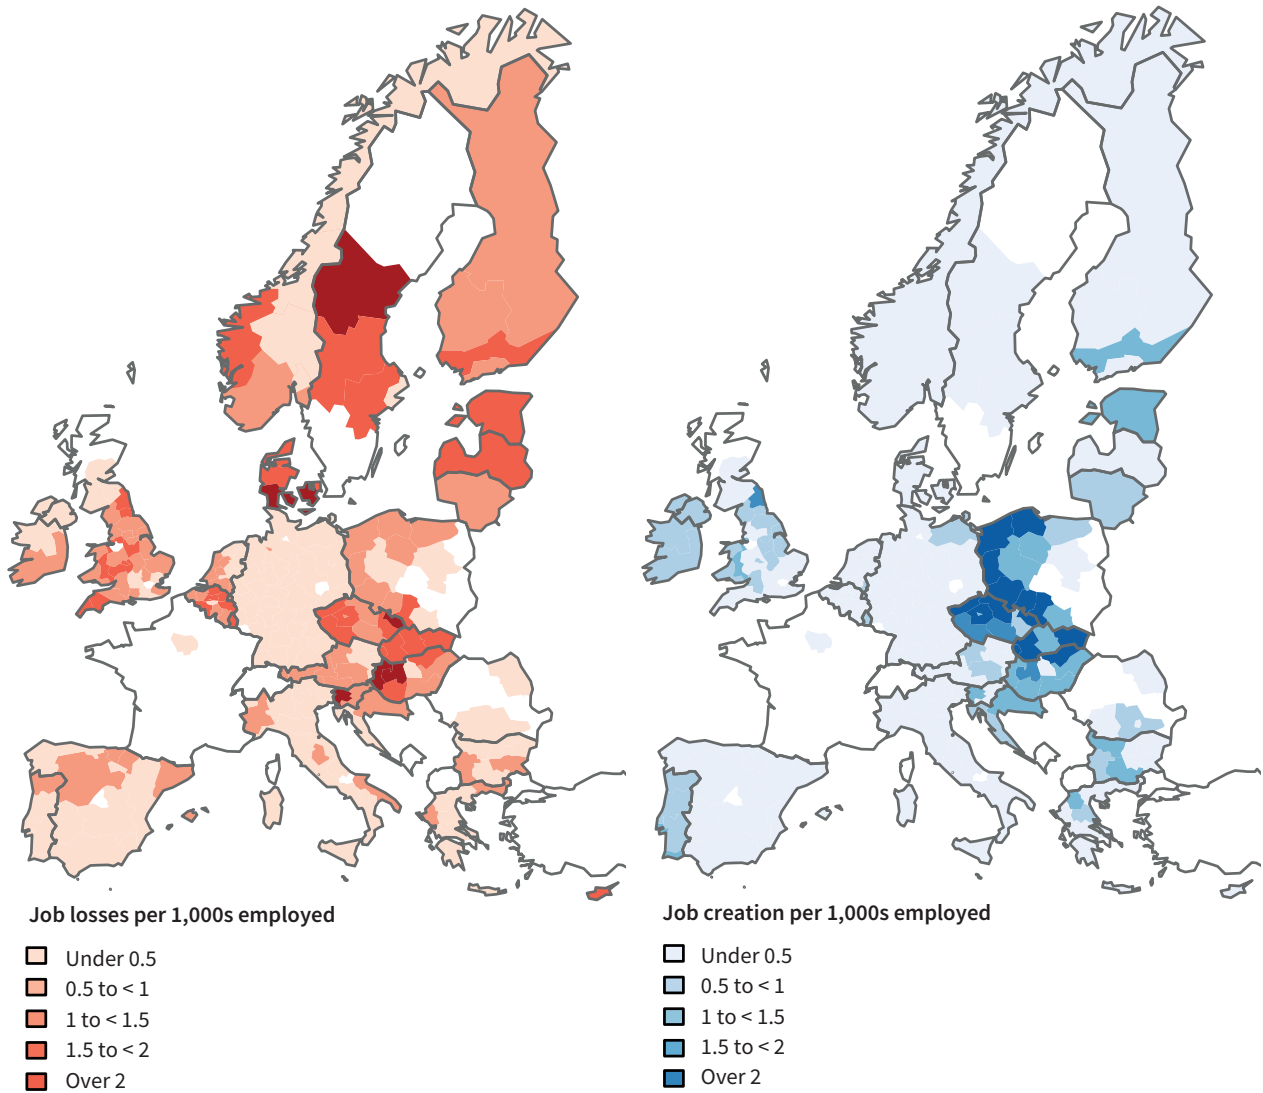 Job losses per 1,000s employed
Under 0.5
0.5 to < 1
1 to < 1.5
1.5 to < 2
Over 2
Job creation per 1,000s employed
Under 0.5
0.5 to < 1
1 to < 1.5
1.5 to < 2
Over 2